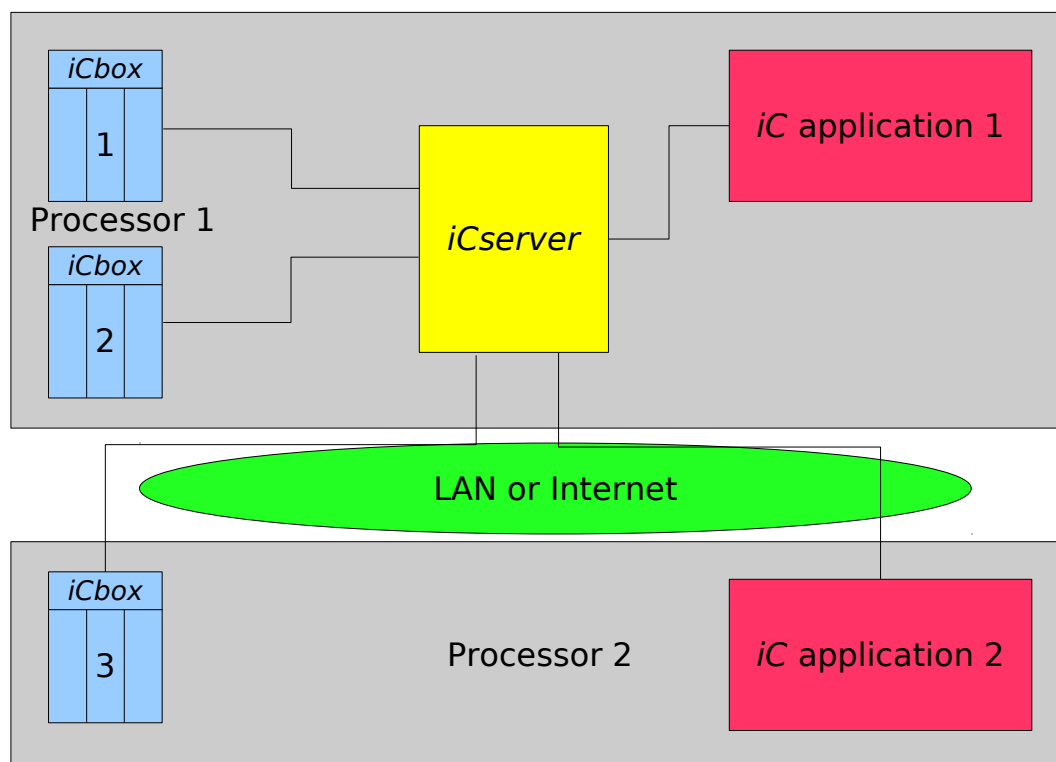 iCbox
1
iC application 1
Processor 1
iCserver
iCbox
2
LAN or Internet
iCbox
3
Processor 2
iC application 2